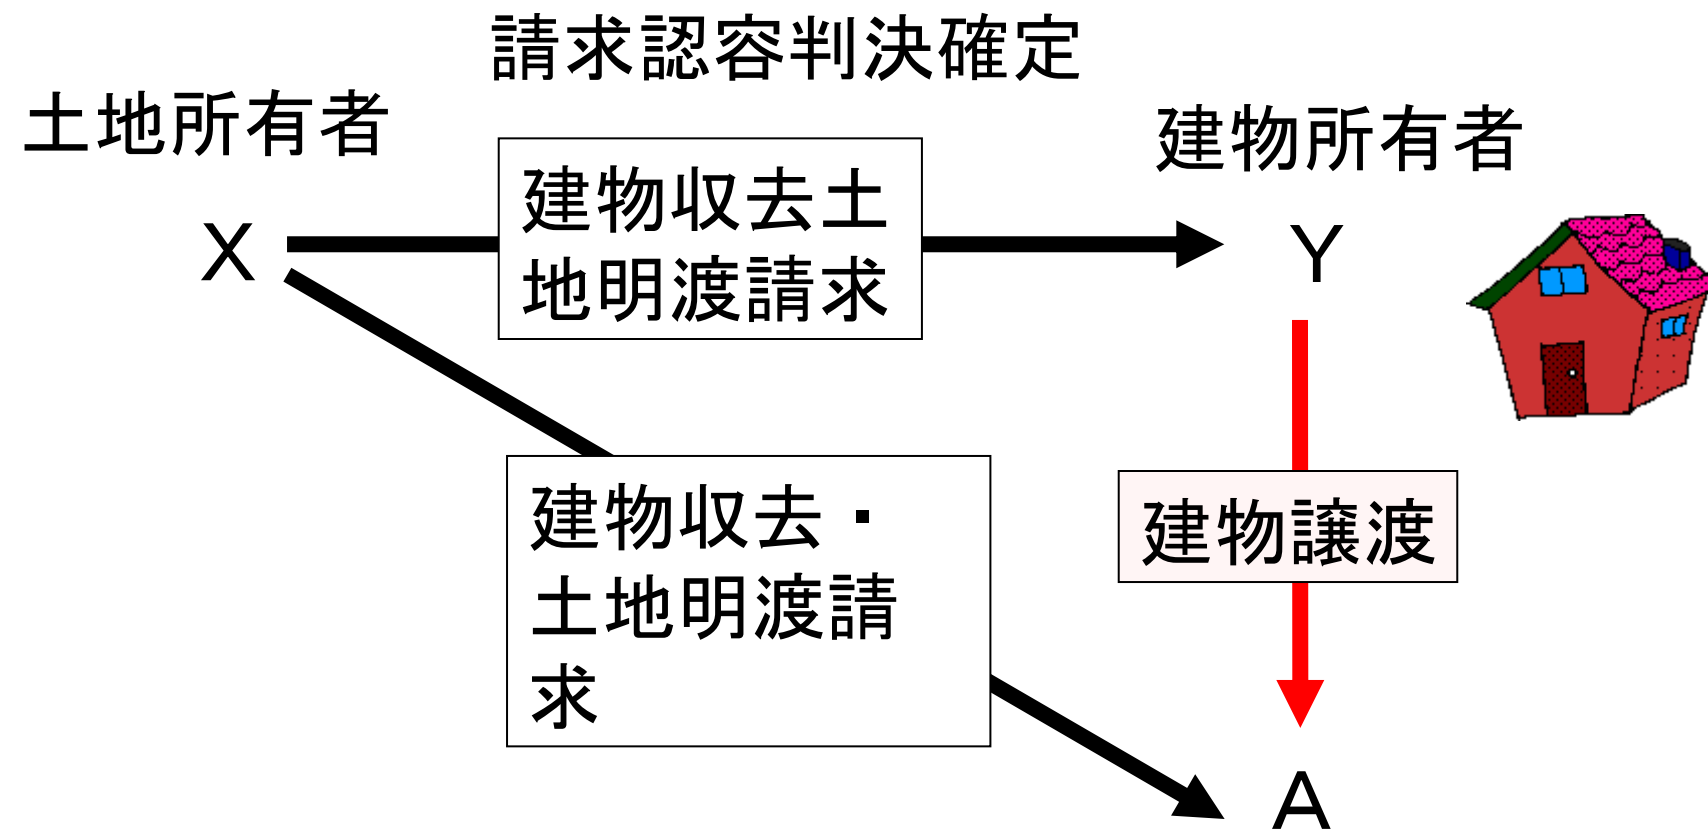 請求認容判決確定
土地所有者
建物所有者
建物収去土
地明渡請求
X
Y
建物収去・
土地明渡請
求
建物譲渡
A